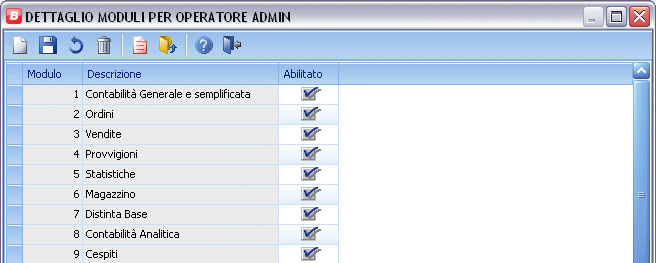 B DETTAGLIO MODULI PER OPERATORE ADMIN
?
Modulo Descrizione Abilitato
1 Contabilità Generale e semplificata
2 Ordini
3 Vendite
4 Provvigioni
5 Statistiche
6 Magazzino
7 Distinta Base
8 Contabilità Analitica
9 Cespiti